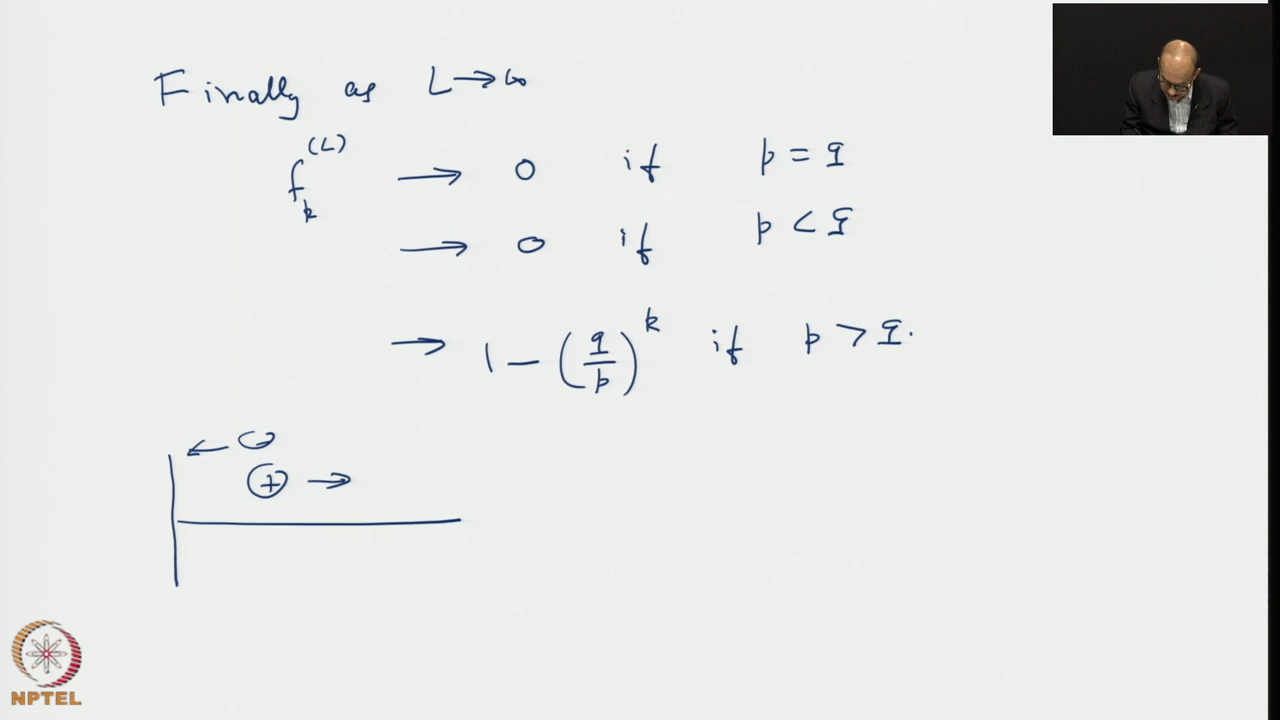 Finally as L→∞
f_k^(L) → 0 if p = q
→ 0 if p < q
→ 1 − (q/p)^k if p > q.
← −
+ →
NPTEL